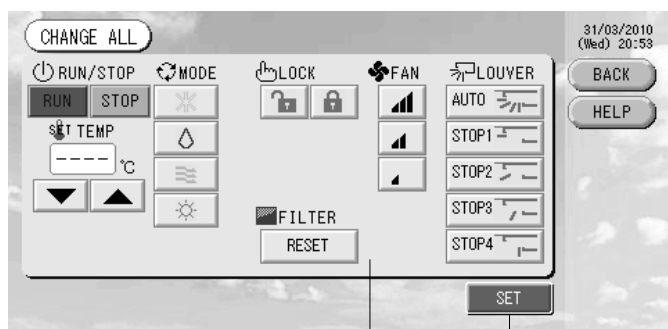 CHANGE ALL
31/03/2010
(Wed) 20:53
RUN/STOP
MODE
LOCK
FAN
LOUVER
BACK
RUN
STOP
AUTO
HELP
SET TEMP
STOP1
----°C
STOP2
STOP3
FILTER
RESET
STOP4
SET